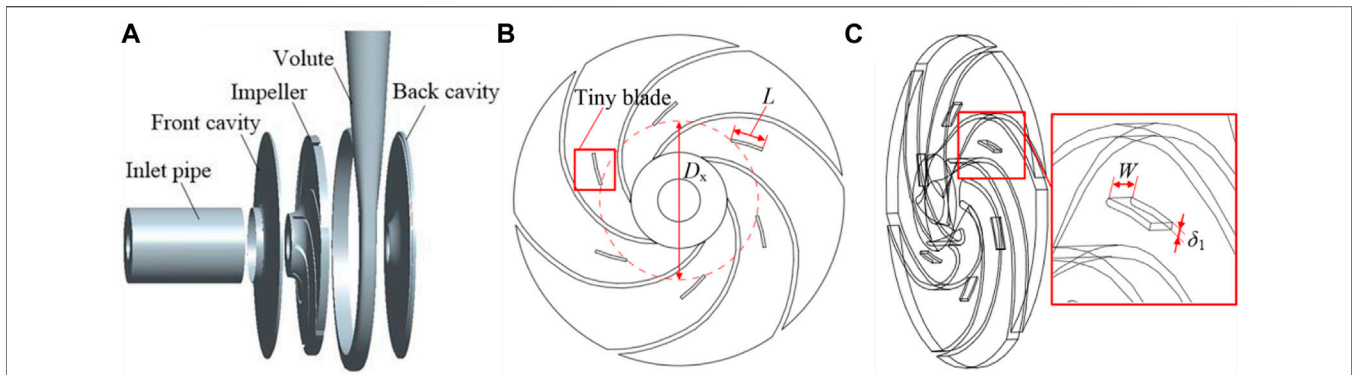 A
Volute
Impeller
Back cavity
Front cavity
Inlet pipe
B
Tiny blade
L
Dx
C
W
δ1